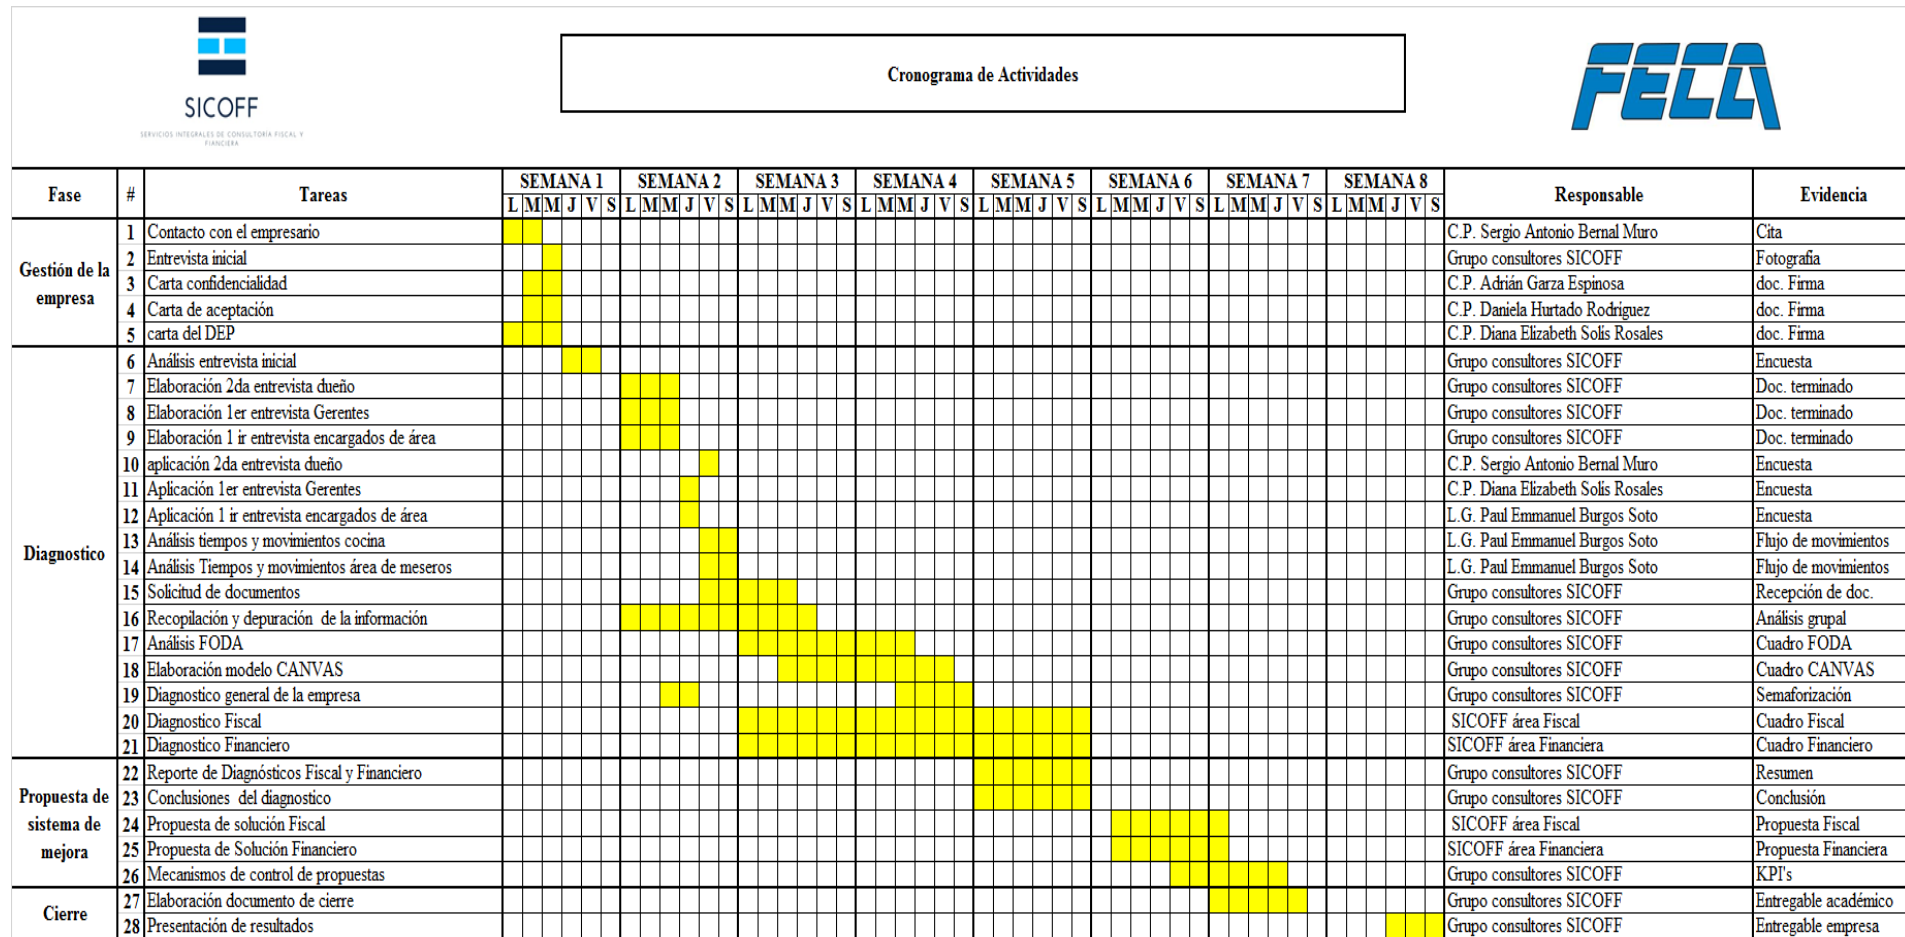 SICOFF
SERVICIOS INTEGRALES DE CONSULTORÍA FISCAL Y
FIANCIERA
Cronograma de Actividades
FECA
Fase # Tareas SEMANA 1 SEMANA 2 SEMANA 3 SEMANA 4 SEMANA 5 SEMANA 6 SEMANA 7 SEMANA 8 Responsable Evidencia
L M M J V S L M M J V S L M M J V S L M M J V S L M M J V S L M M J V S L M M J V S L M M J V S
Gestión de la empresa
1 Contacto con el empresario C.P. Sergio Antonio Bernal Muro Cita
2 Entrevista inicial Grupo consultores SICOFF Fotografía
3 Carta confidencialidad C.P. Adrián Garza Espinosa doc. Firma
4 Carta de aceptación C.P. Daniela Hurtado Rodríguez doc. Firma
5 carta del DEP C.P. Diana Elizabeth Solís Rosales doc. Firma
Diagnostico
6 Análisis entrevista inicial Grupo consultores SICOFF Encuesta
7 Elaboración 2da entrevista dueño Grupo consultores SICOFF Doc. terminado
8 Elaboración 1er entrevista Gerentes Grupo consultores SICOFF Doc. terminado
9 Elaboración 1 ir entrevista encargados de área Grupo consultores SICOFF Doc. terminado
10 aplicación 2da entrevista dueño C.P. Sergio Antonio Bernal Muro Encuesta
11 Aplicación 1er entrevista Gerentes C.P. Diana Elizabeth Solís Rosales Encuesta
12 Aplicación 1 ir entrevista encargados de área L.G. Paul Emmanuel Burgos Soto Encuesta
13 Análisis tiempos y movimientos cocina L.G. Paul Emmanuel Burgos Soto Flujo de movimientos
14 Análisis Tiempos y movimientos área de meseros L.G. Paul Emmanuel Burgos Soto Flujo de movimientos
15 Solicitud de documentos Grupo consultores SICOFF Recepción de doc.
16 Recopilación y depuración de la información Grupo consultores SICOFF Análisis grupal
17 Análisis FODA Grupo consultores SICOFF Cuadro FODA
18 Elaboración modelo CANVAS Grupo consultores SICOFF Cuadro CANVAS
19 Diagnostico general de la empresa Grupo consultores SICOFF Semaforización
20 Diagnostico Fiscal SICOFF área Fiscal Cuadro Fiscal
21 Diagnostico Financiero SICOFF área Financiera Cuadro Financiero
Propuesta de sistema de mejora
22 Reporte de Diagnósticos Fiscal y Financiero Grupo consultores SICOFF Resumen
23 Conclusiones del diagnostico Grupo consultores SICOFF Conclusión
24 Propuesta de solución Fiscal SICOFF área Fiscal Propuesta Fiscal
25 Propuesta de Solución Financiero SICOFF área Financiera Propuesta Financiera
26 Mecanismos de control de propuestas Grupo consultores SICOFF KPI's
Cierre
27 Elaboración documento de cierre Grupo consultores SICOFF Entregable académico
28 Presentación de resultados Grupo consultores SICOFF Entregable empresa